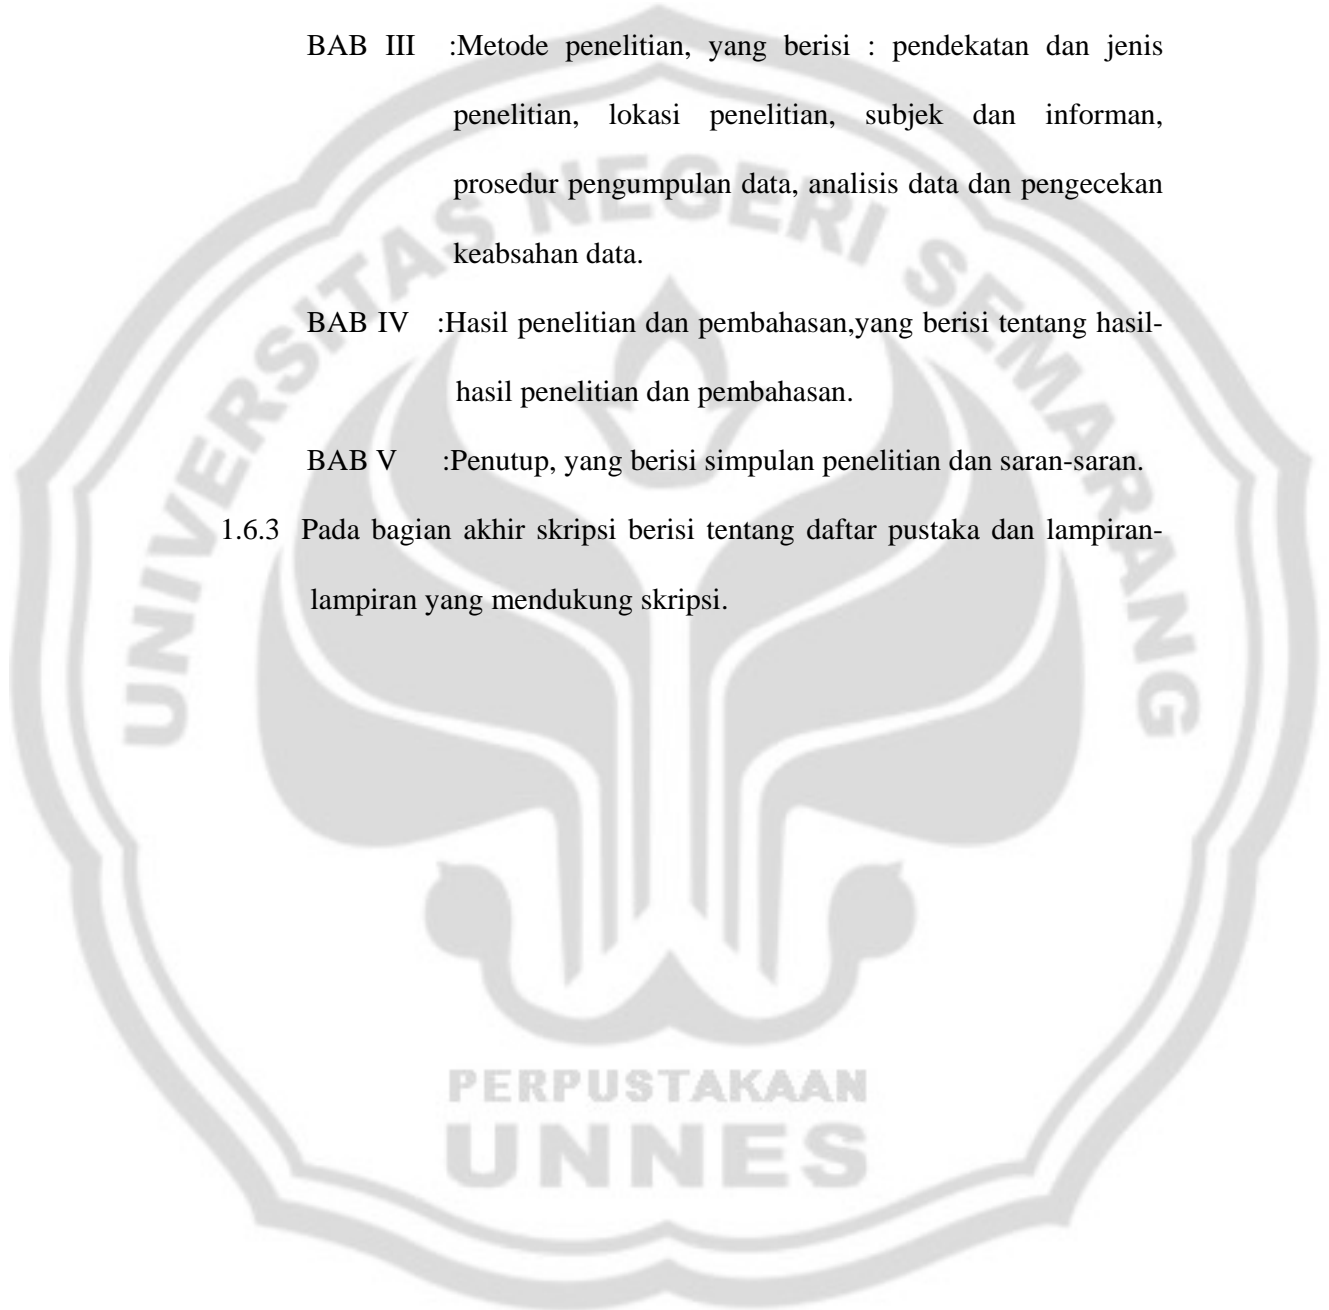 BAB III :Metode penelitian, yang berisi : pendekatan dan jenis
penelitian, lokasi penelitian, subjek dan informan,
prosedur pengumpulan data, analisis data dan pengecekan
keabsahan data.
BAB IV :Hasil penelitian dan pembahasan,yang berisi tentang hasil-
hasil penelitian dan pembahasan.
BAB V :Penutup, yang berisi simpulan penelitian dan saran-saran.
1.6.3 Pada bagian akhir skripsi berisi tentang daftar pustaka dan lampiran-
lampiran yang mendukung skripsi.
UNIVERSITAS NEGERI SEMARANG
PERPUSTAKAAN
UNNES